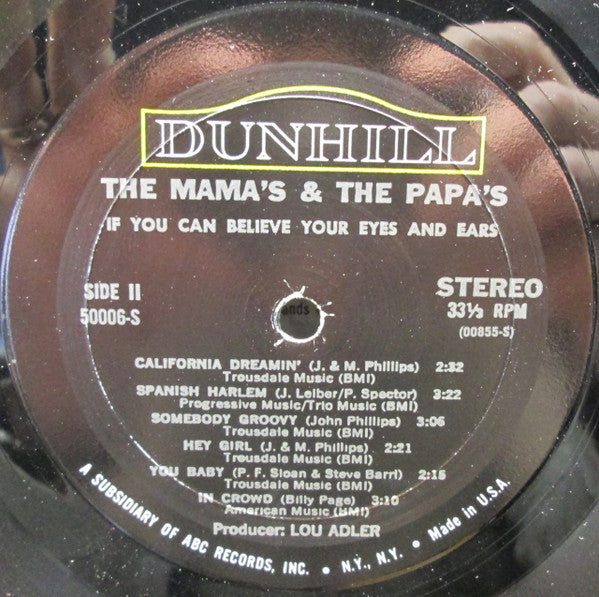 DUNHILL
THE MAMA'S & THE PAPA'S
IF YOU CAN BELIEVE YOUR EYES AND EARS
SIDE II
50006-S
STEREO
33⅓ RPM
(00855-S)
ands
CALIFORNIA DREAMIN' (J. & M. Phillips) 2:32
Trousdale Music (BMI)
SPANISH HARLEM (J. Leiber/P. Spector) 3:22
Progressive Music/Trio Music (BMI)
SOMEBODY GROOVY (John Phillips) 3:06
Trousdale Music (BMI)
HEY GIRL (J. & M. Phillips) 2:21
Trousdale Music (BMI)
YOU BABY (P. F. Sloan & Steve Barri) 2:15
Trousdale Music (BMI)
IN CROWD (Billy Page) 3:10
American Music (BMI)
Producer: LOU ADLER
A SUBSIDIARY OF ABC RECORDS, INC. • N.Y., N.Y. • Made in U.S.A.